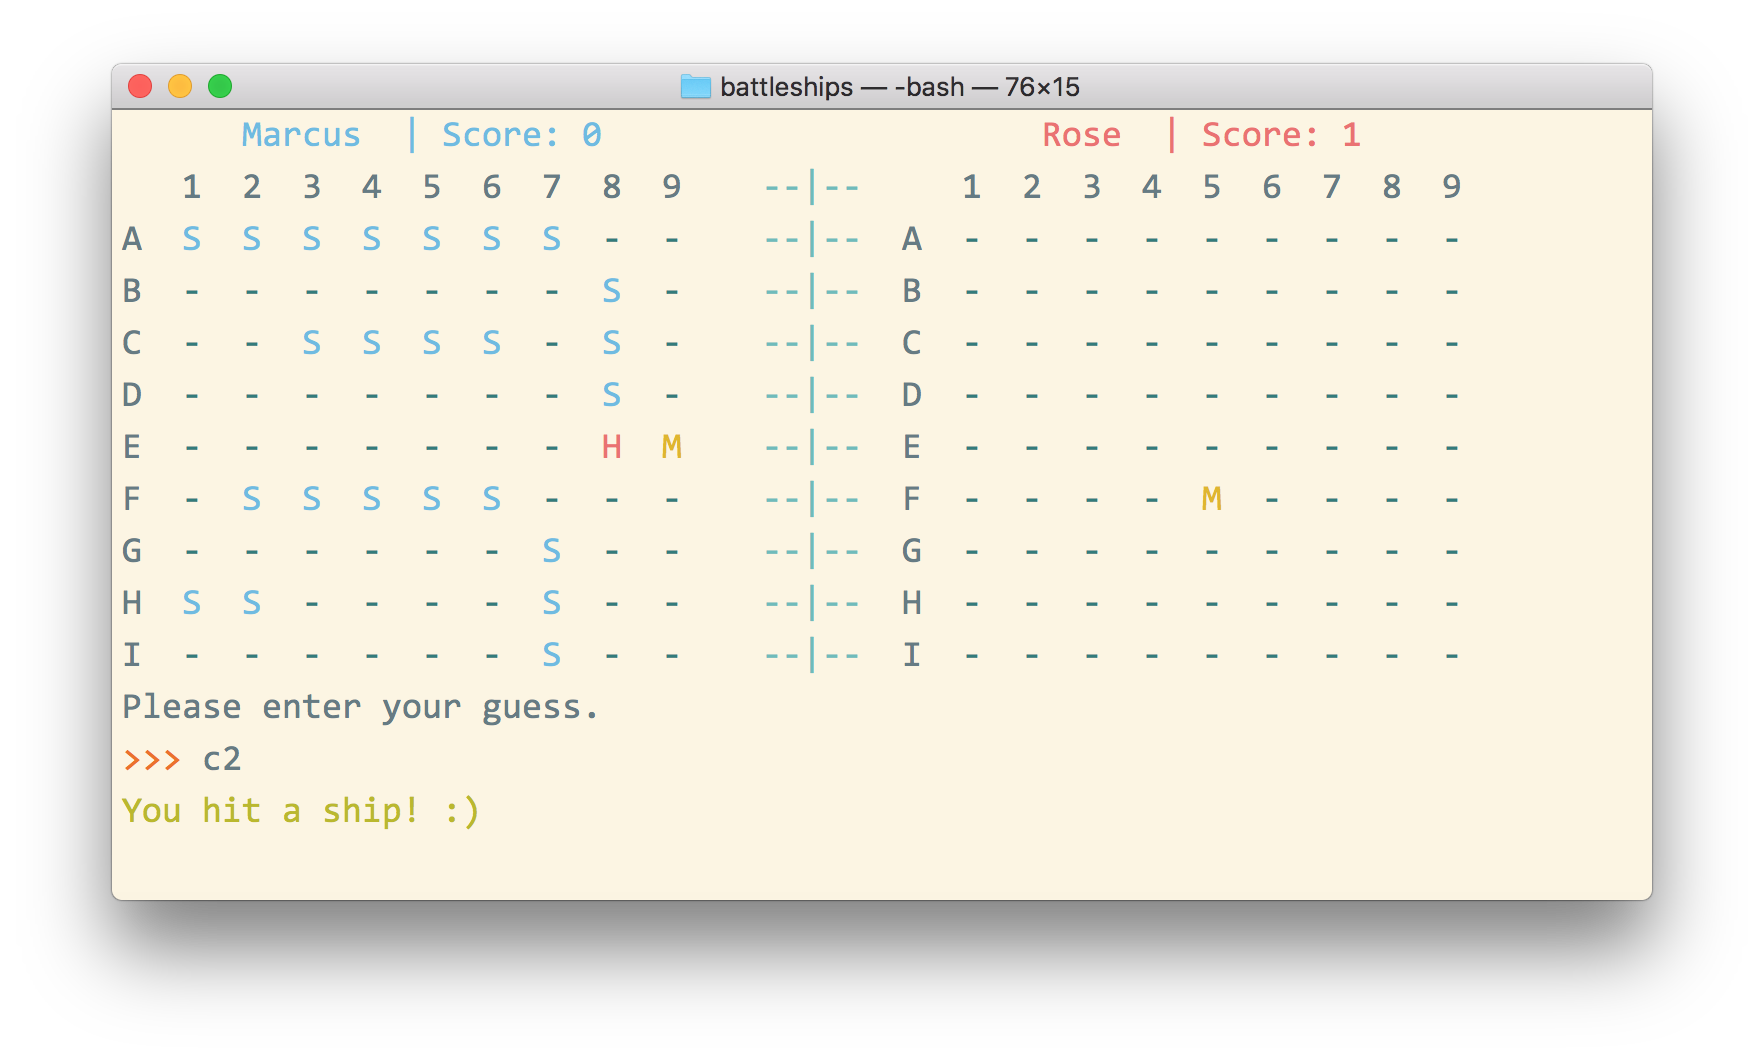 battleships — -bash — 76×15
Marcus | Score: 0 Rose | Score: 1
1 2 3 4 5 6 7 8 9 --|-- 1 2 3 4 5 6 7 8 9
A S S S S S S S - - --|-- A - - - - - - - - -
B - - - - - - - S - --|-- B - - - - - - - - -
C - - S S S S - S - --|-- C - - - - - - - - -
D - - - - - - - S - --|-- D - - - - - - - - -
E - - - - - - - H M --|-- E - - - - - - - - -
F - S S S S S - - - --|-- F - - - - M - - - -
G - - - - - - S - - --|-- G - - - - - - - - -
H S S - - - - S - - --|-- H - - - - - - - - -
I - - - - - - S - - --|-- I - - - - - - - - -
Please enter your guess.
>>> c2
You hit a ship! :)